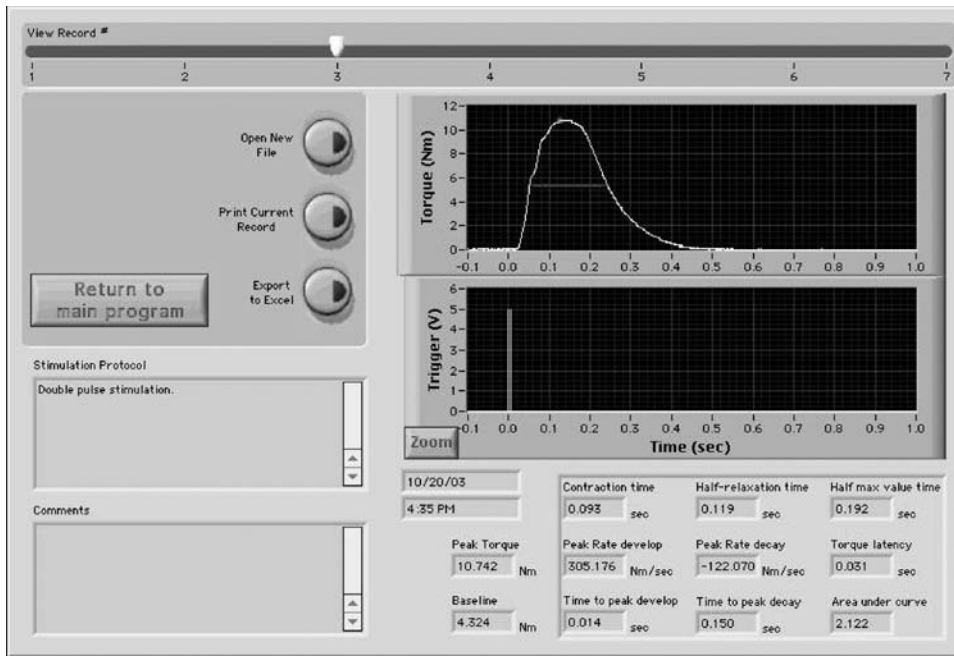 View Record #
1 2 3 4 5 6 7
Open New
File
Print Current
Record
Export
to Excel
Return to
main program
Stimulation Protocol
Double pulse stimulation.
Comments
Torque (Nm)
12-
10-
8-
6-
4-
2-
0-
-0.1 0.0 0.1 0.2 0.3 0.4 0.5 0.6 0.7 0.8 0.9 1.0
Trigger (V)
6-
5-
4-
3-
2-
1-
0-
-0.1 0.0 0.1 0.2 0.3 0.4 0.5 0.6 0.7 0.8 0.9 1.0
Zoom
Time (sec)
10/20/03
4:35 PM
Contraction time Half-relaxation time Half max value time
0.093 sec 0.119 sec 0.192 sec
Peak Torque Peak Rate develop Peak Rate decay Torque latency
10.742 Nm 305.176 Nm/sec -122.070 Nm/sec 0.031 sec
Baseline Time to peak develop Time to peak decay Area under curve
4.324 Nm 0.014 sec 0.150 sec 2.122